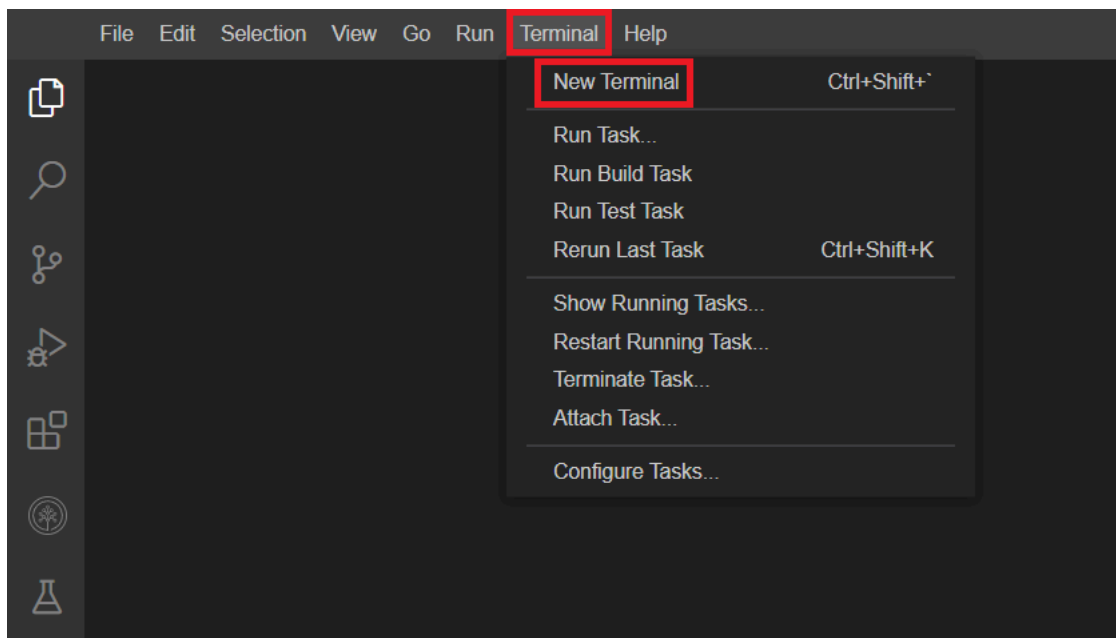 File Edit Selection View Go Run Terminal Help
New Terminal Ctrl+Shift+`
Run Task...
Run Build Task
Run Test Task
Rerun Last Task Ctrl+Shift+K
Show Running Tasks...
Restart Running Task...
Terminate Task...
Attach Task...
Configure Tasks...